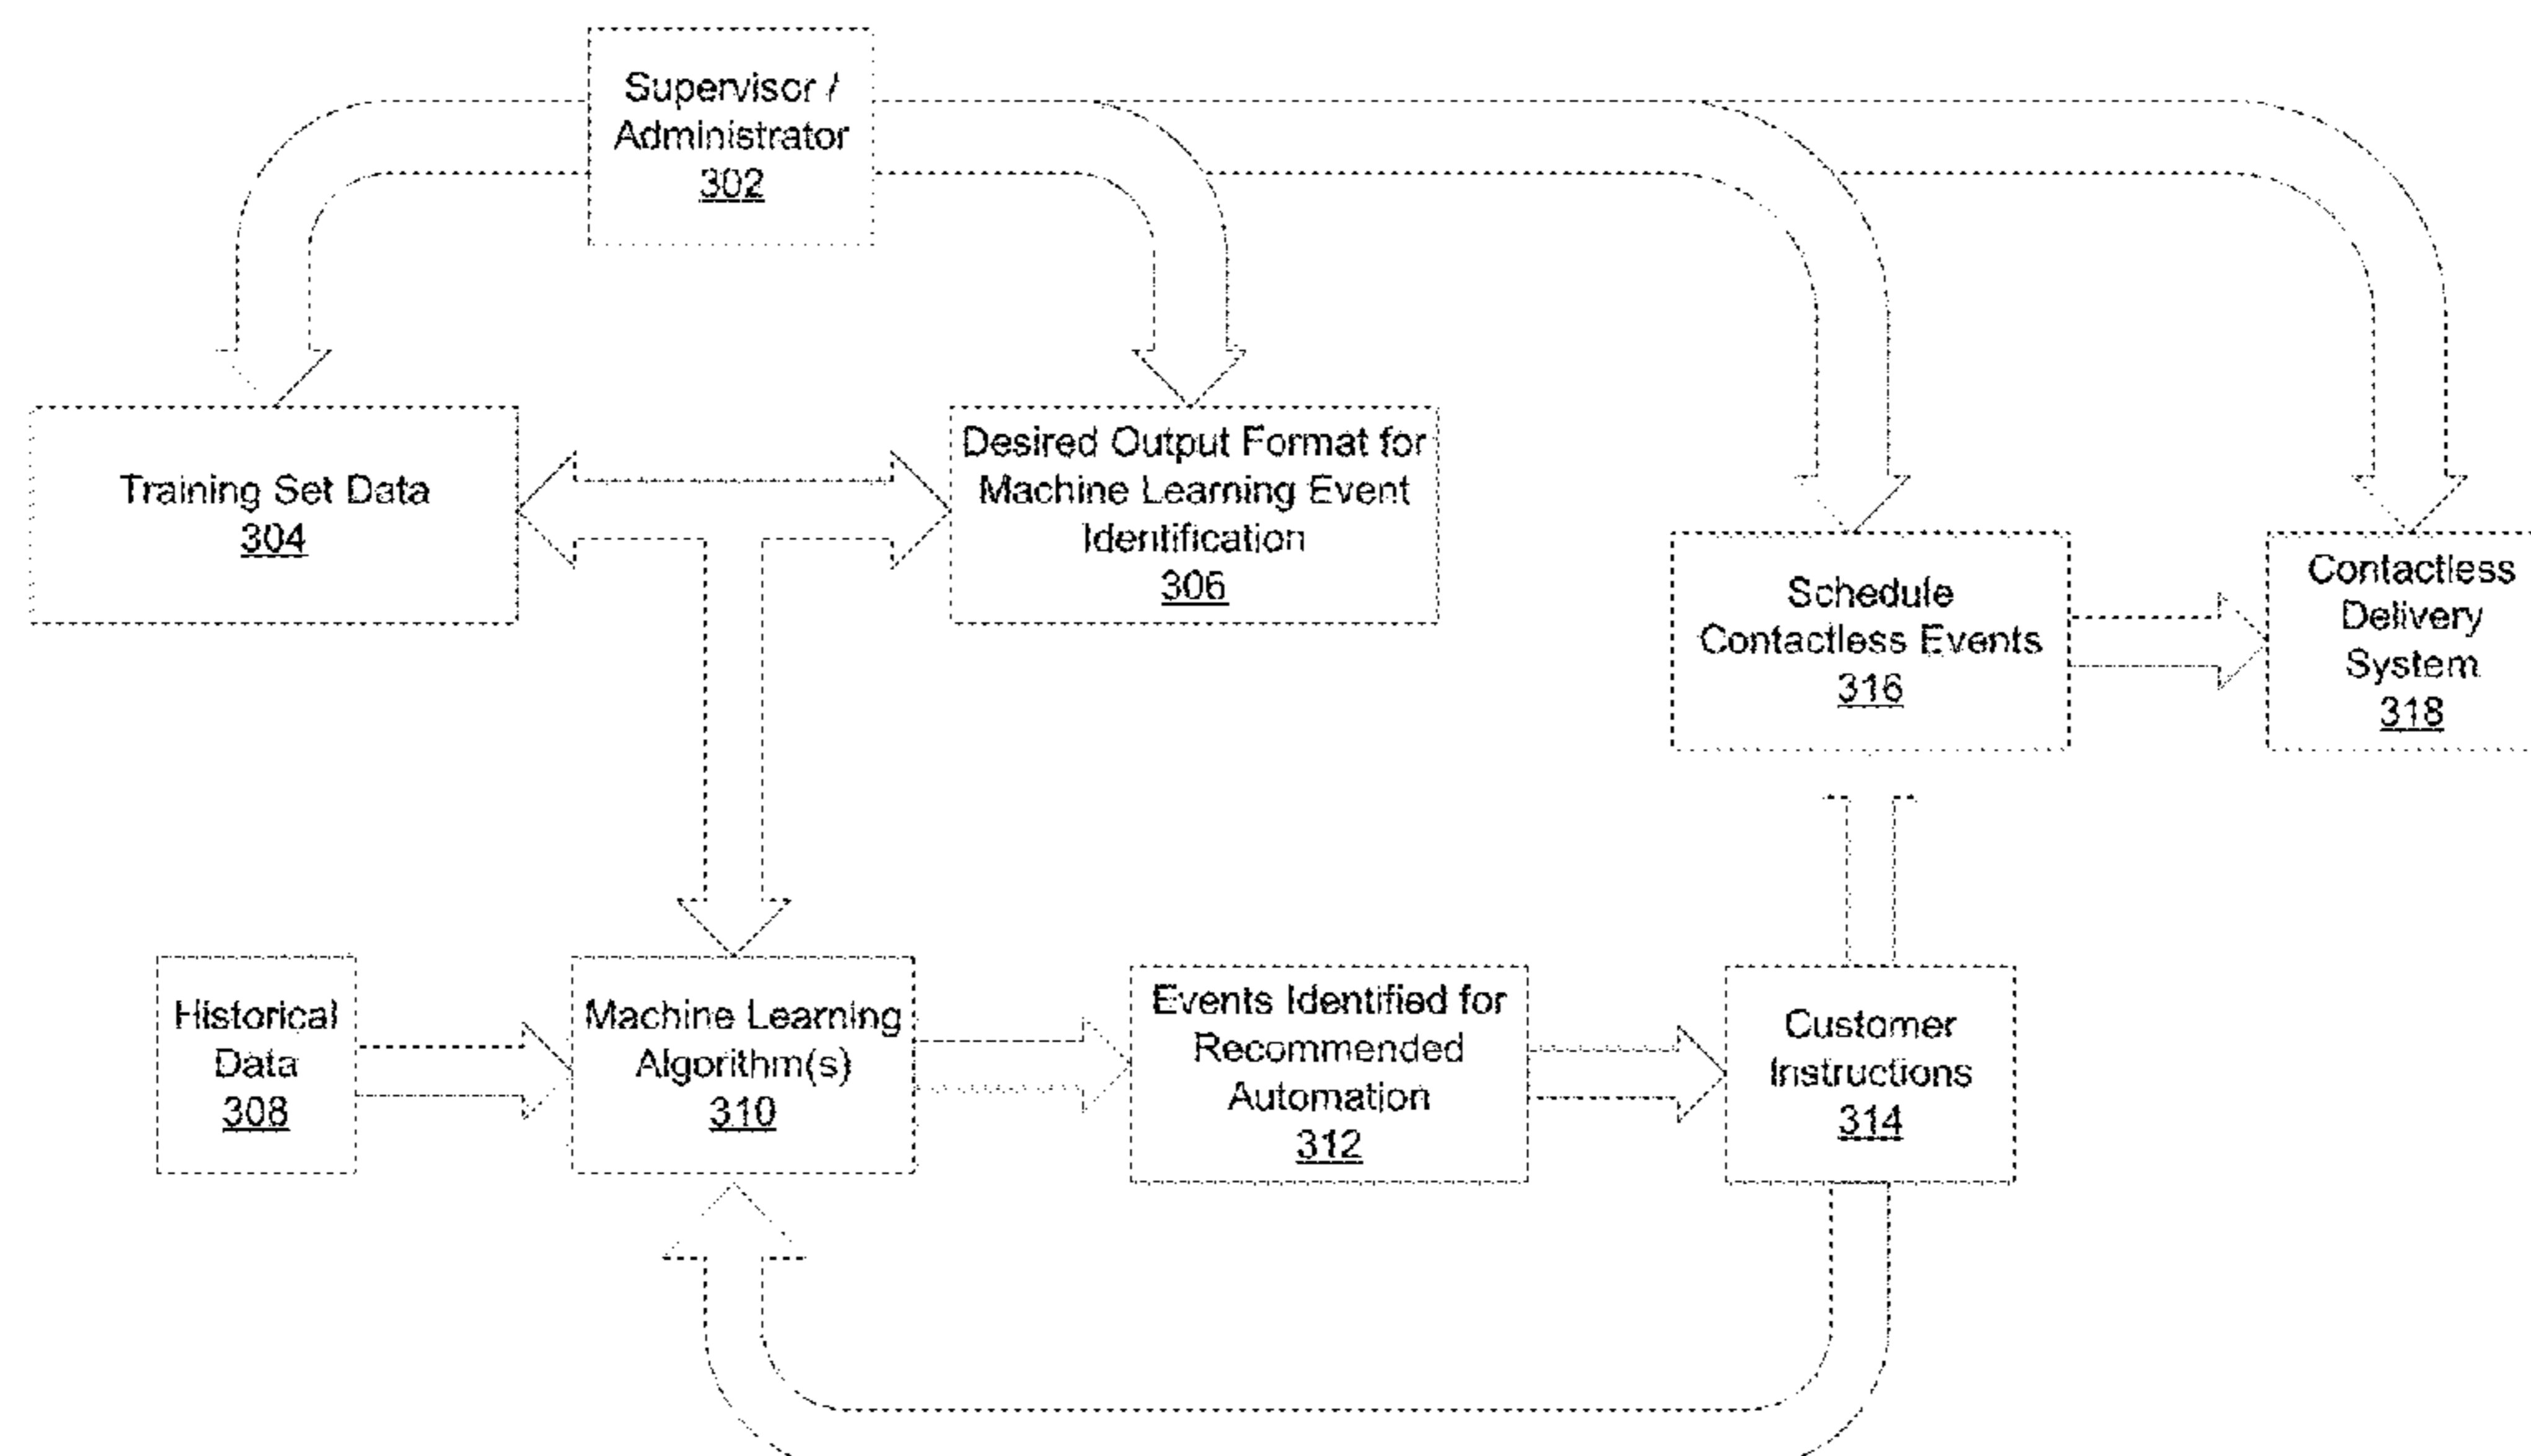 Supervisor /
Administrator
302
Training Set Data
304
Desired Output Format for
Machine Learning Event
Identification
306
Schedule
Contactless Events
316
Contactless
Delivery
System
318
Historical
Data
308
Machine Learning
Algorithm(s)
310
Events Identified for
Recommended
Automation
312
Customer
Instructions
314